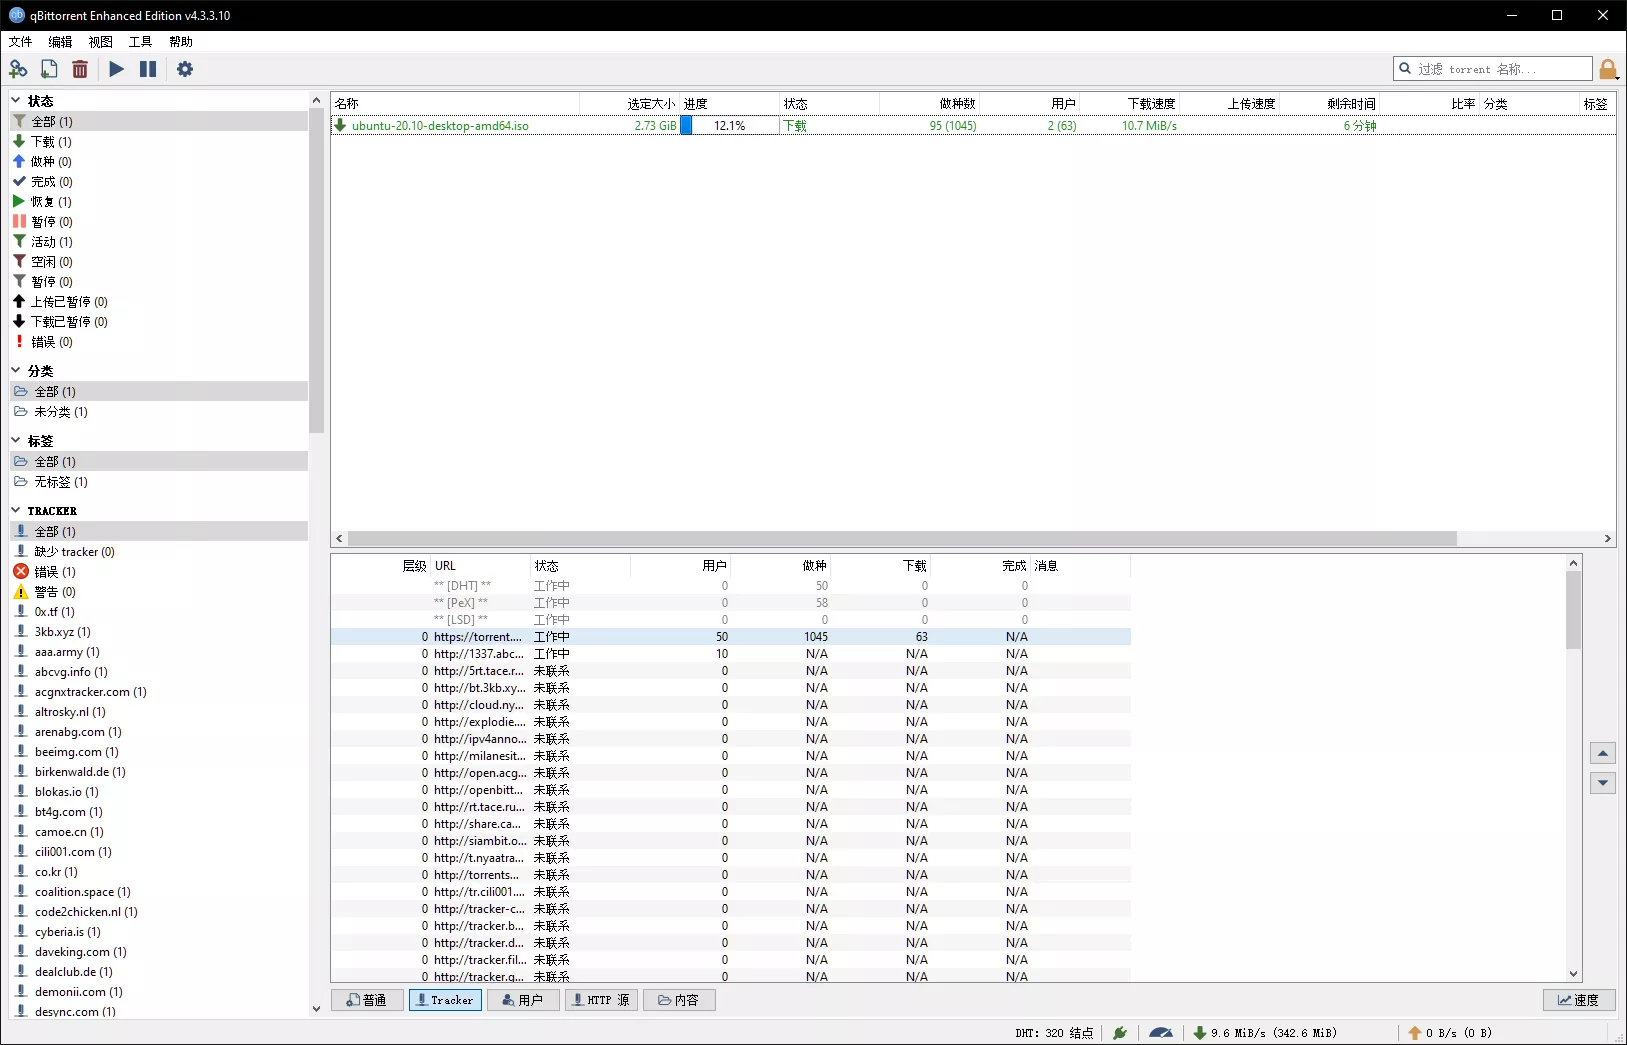 qBittorrent Enhanced Edition v4.3.3.10
文件 编辑 视图 工具 帮助
过滤 torrent 名称...
状态
全部 (1)
下载 (1)
做种 (0)
完成 (0)
恢复 (1)
暂停 (0)
活动 (1)
空闲 (0)
暂停 (0)
上传已暂停 (0)
下载已暂停 (0)
错误 (0)
分类
全部 (1)
未分类 (1)
标签
全部 (1)
无标签 (1)
TRACKER
全部 (1)
缺少 tracker (0)
错误 (1)
警告 (0)
0x.tf (1)
3kb.xyz (1)
aaa.army (1)
abcvg.info (1)
acgnxtracker.com (1)
altrosky.nl (1)
arenabg.com (1)
beeimg.com (1)
birkenwald.de (1)
blokas.io (1)
bt4g.com (1)
camoe.cn (1)
cili001.com (1)
co.kr (1)
coalition.space (1)
code2chicken.nl (1)
cyberia.is (1)
daveking.com (1)
dealclub.de (1)
demonii.com (1)
desync.com (1)
名称 选定大小 进度 状态 做种数 用户 下载速度 上传速度 剩余时间 比率 分类 标签
ubuntu-20.10-desktop-amd64.iso 2.73 GiB 12.1% 下载 95 (1045) 2 (63) 10.7 MiB/s 6 分钟
层级 URL 状态 用户 做种 下载 完成 消息
** [DHT] ** 工作中 0 50 0 0
** [PeX] ** 工作中 0 58 0 0
** [LSD] ** 工作中 0 0 0 0
0 https://torrent.... 工作中 50 1045 63 N/A
0 http://1337.abc... 工作中 10 N/A N/A N/A
0 http://5rt.tace.r... 未联系 0 N/A N/A N/A
0 http://bt.3kb.xy... 未联系 0 N/A N/A N/A
0 http://cloud.ny... 未联系 0 N/A N/A N/A
0 http://explodie.... 未联系 0 N/A N/A N/A
0 http://ipv4anno... 未联系 0 N/A N/A N/A
0 http://milanesit... 未联系 0 N/A N/A N/A
0 http://open.acg... 未联系 0 N/A N/A N/A
0 http://openbitt... 未联系 0 N/A N/A N/A
0 http://rt.tace.ru... 未联系 0 N/A N/A N/A
0 http://share.ca... 未联系 0 N/A N/A N/A
0 http://siambit.o... 未联系 0 N/A N/A N/A
0 http://t.nyaatra... 未联系 0 N/A N/A N/A
0 http://torrents... 未联系 0 N/A N/A N/A
0 http://tr.cili001.... 未联系 0 N/A N/A N/A
0 http://tracker-c... 未联系 0 N/A N/A N/A
0 http://tracker.b... 未联系 0 N/A N/A N/A
0 http://tracker.d... 未联系 0 N/A N/A N/A
0 http://tracker.fil... 未联系 0 N/A N/A N/A
0 http://tracker.g... 未联系 0 N/A N/A N/A
普通 Tracker 用户 HTTP 源 内容 速度
DHT: 320 结点 9.6 MiB/s (342.6 MiB) 0 B/s (0 B)